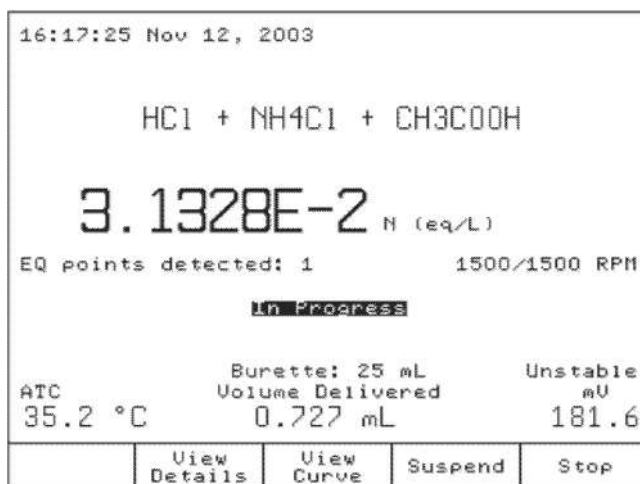 16:17:25 Nov 12, 2003
HCl + NH4Cl + CH3COOH
3.1328E-2 N (eq/L)
EQ points detected: 1 1500/1500 RPM
In Progress
Burette: 25 mL Unstable
ATC Volume Delivered mV
35.2 °C 0.727 mL 181.6
View Details View Curve Suspend Stop